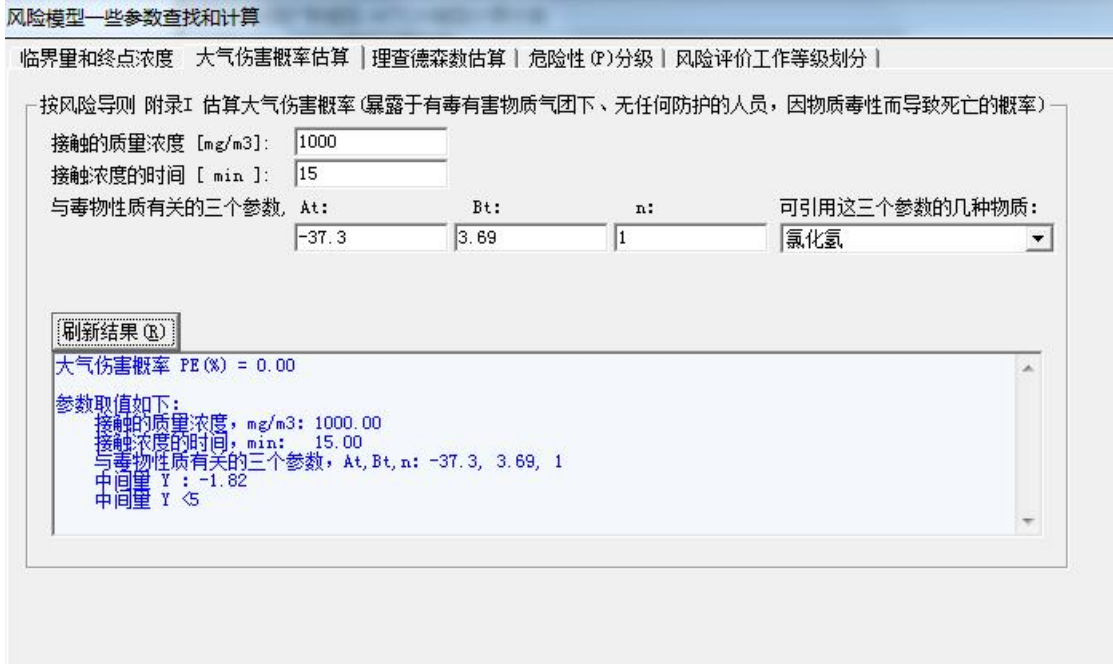 风险模型一些参数查找和计算
临界量和终点浓度 大气伤害概率估算 理查德森数估算 危险性(P)分级 风险评价工作等级划分
按风险导则 附录I 估算大气伤害概率(暴露于有毒有害物质气团下、无任何防护的人员，因物质毒性而导致死亡的概率)
接触的质量浓度 [mg/m3]: 1000
接触浓度的时间 [ min ]: 15
与毒物性质有关的三个参数, At: Bt: n: 可引用这三个参数的几种物质:
-37.3 3.69 1 氯化氢
刷新结果(R)
大气伤害概率 PE(%) = 0.00
参数取值如下:
接触的质里浓度，mg/m3: 1000.00
接触浓度的时间，min: 15.00
与毒物性质有关的三个参数，At,Bt,n: -37.3, 3.69, 1
中间量 Y : -1.82
中间量 Y <5